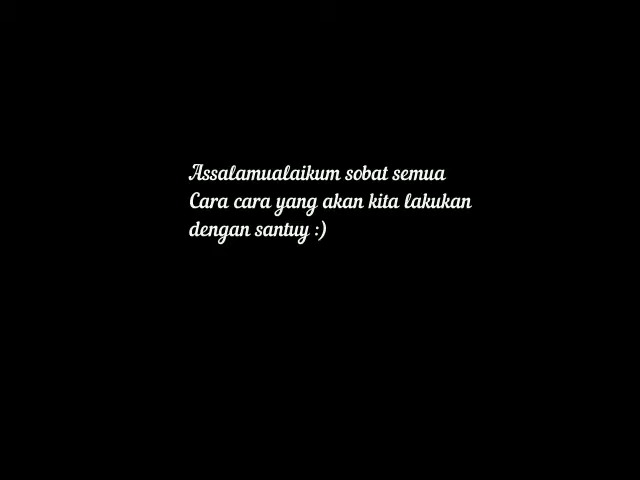 Assalamualaikum sobat semua
Cara cara yang akan kita lakukan
dengan santuy :)